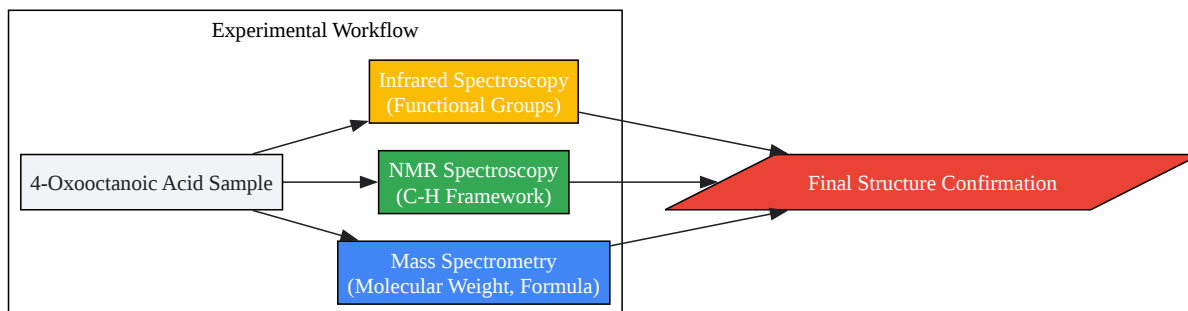 Experimental Workflow
Infrared Spectroscopy
(Functional Groups)
4-Oxooctanoic Acid Sample
NMR Spectroscopy
(C-H Framework)
Final Structure Confirmation
Mass Spectrometry
(Molecular Weight, Formula)